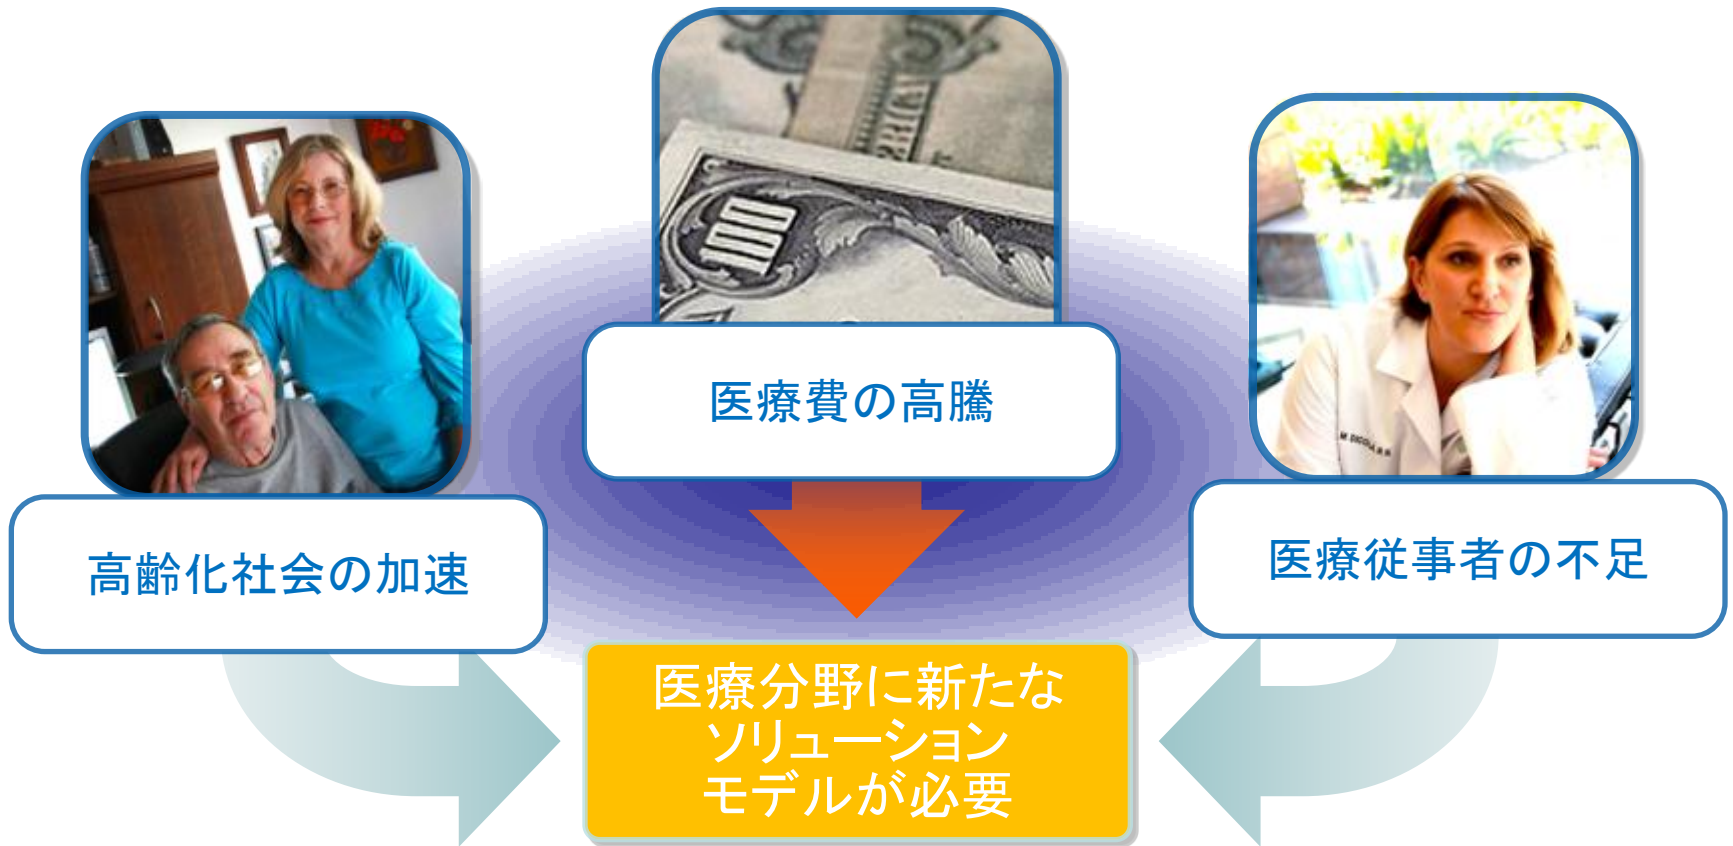 100
医療費の高騰
高齢化社会の加速
医療従事者の不足
医療分野に新たな
ソリューション
モデルが必要